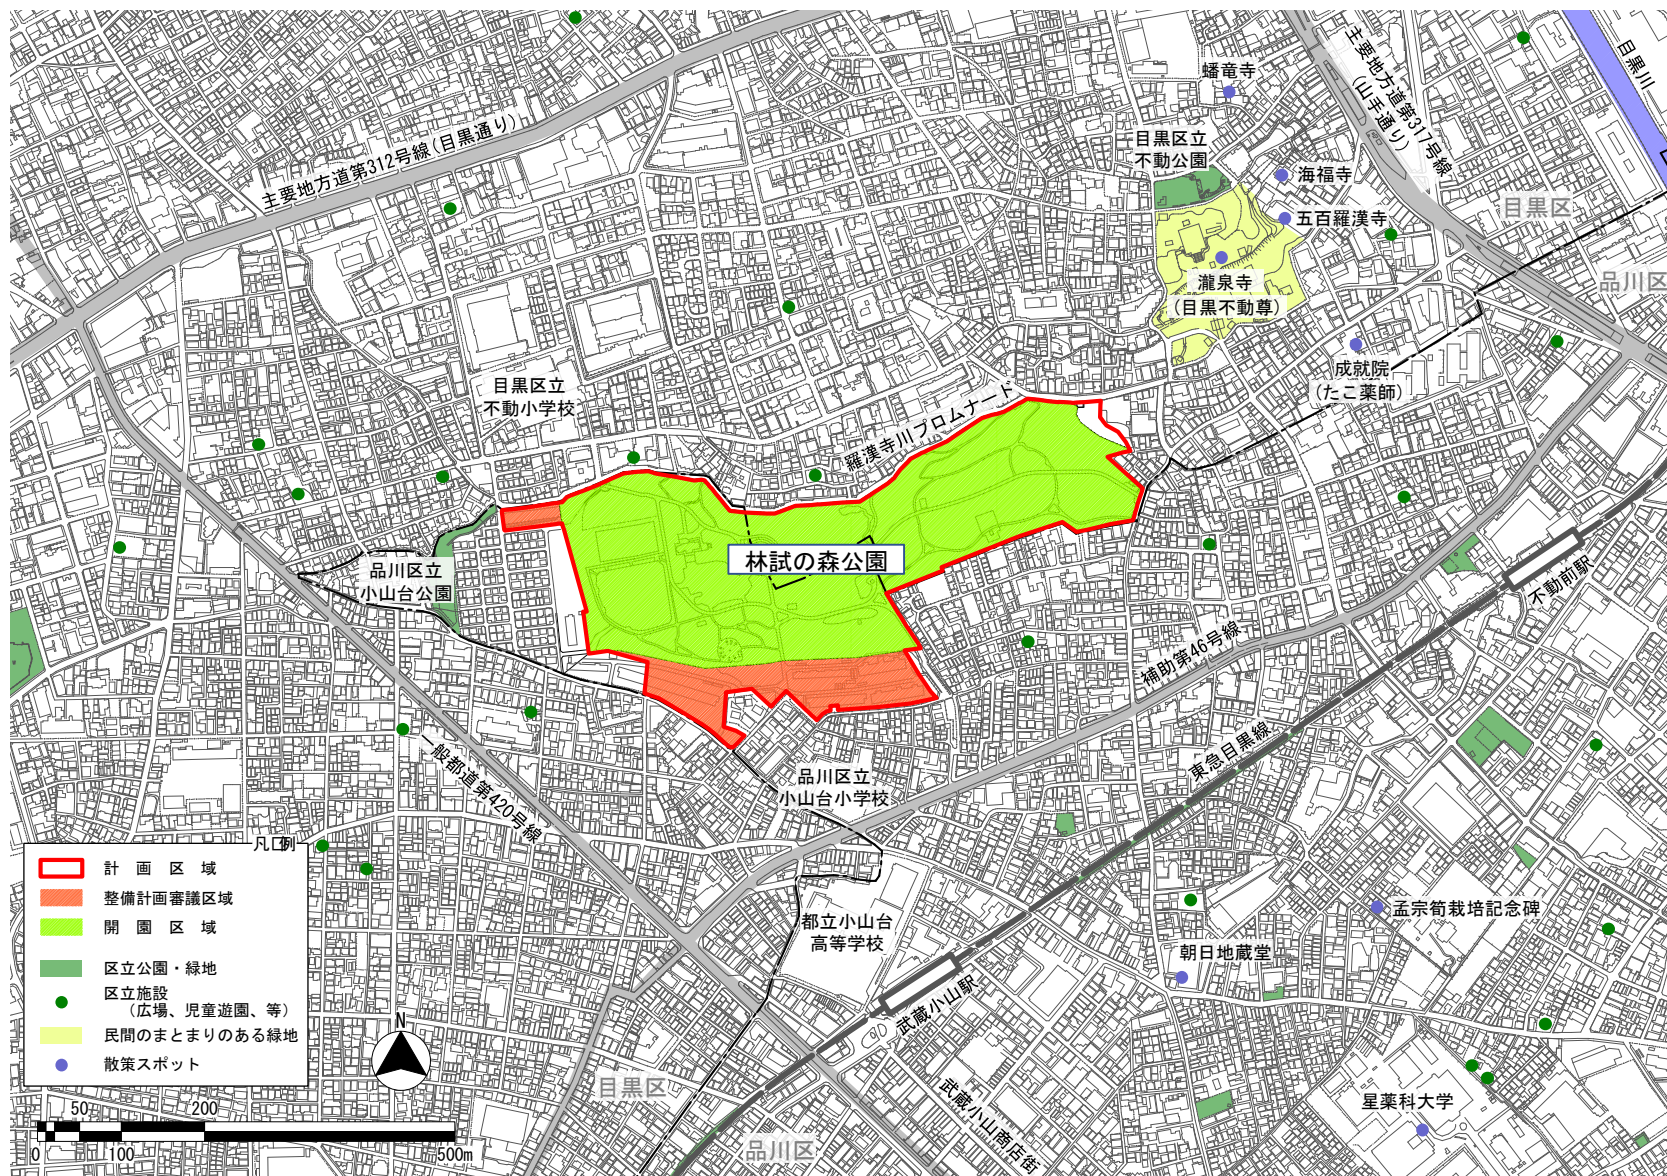 蟠竜寺
主要地方道第317号線
(山手通り)
目黒川
目黒区立
不動公園
海福寺
五百羅漢寺
目黒区
主要地方道第312号線(目黒通り)
瀧泉寺
(目黒不動尊)
品川区
成就院
(たこ薬師)
目黒区立
不動小学校
羅漢寺川プロムナード
林試の森公園
品川区立
小山台公園
不動前駅
補助第46号線
東急目黒線
一般都道第420号線
品川区立
小山台小学校
都立小山台
高等学校
孟宗筍栽培記念碑
朝日地蔵堂
武蔵小山駅
武蔵小山商店街
星薬科大学
目黒区
品川区
凡例
計画区域
整備計画審議区域
開園区域
区立公園・緑地
区立施設
(広場、児童遊園、等)
民間のまとまりのある緑地
散策スポット
N
50 200
0 100 500m